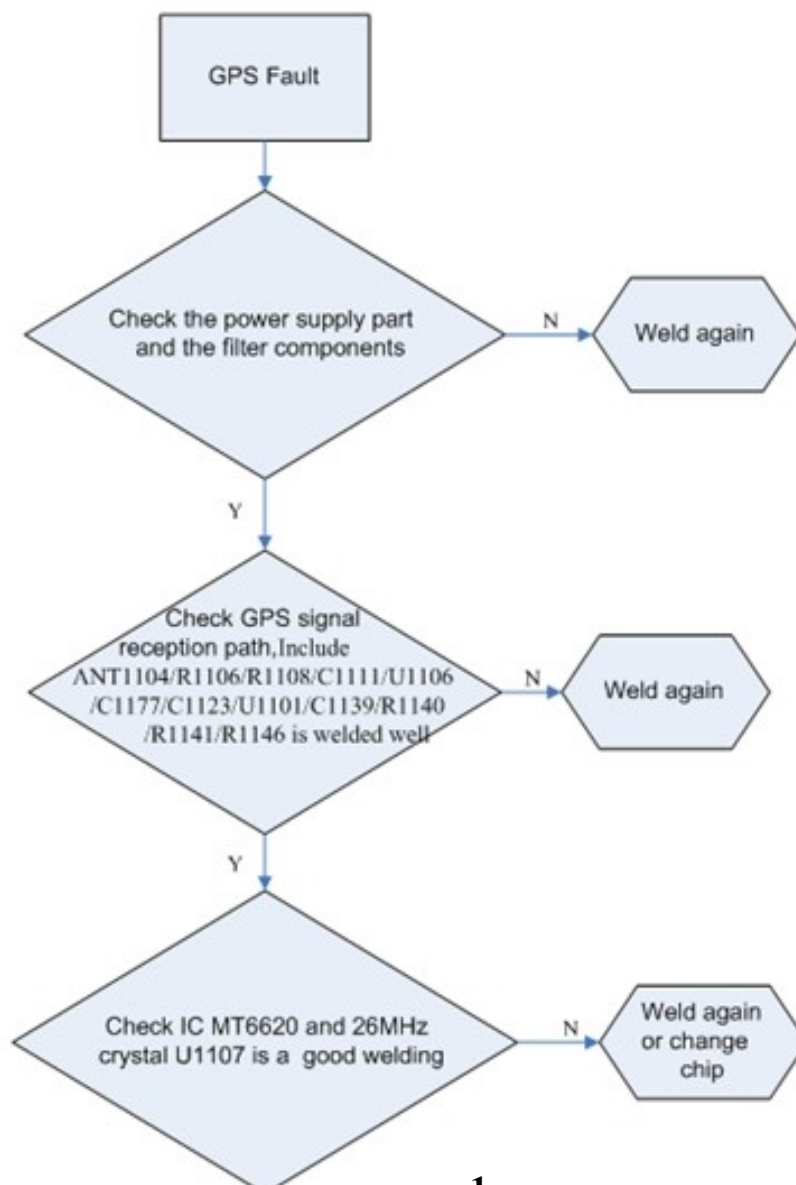 GPS Fault
Check the power supply part
and the filter components
N
Weld again
Y
Check GPS signal
reception path,Include
ANT1104/R1106/R1108/C1111/U1106
/C1177/C1123/U1101/C1139/R1140
/R1141/R1146 is welded well
N
Weld again
Y
Check IC MT6620 and 26MHz
crystal U1107 is a good welding
N
Weld again
or change
chip